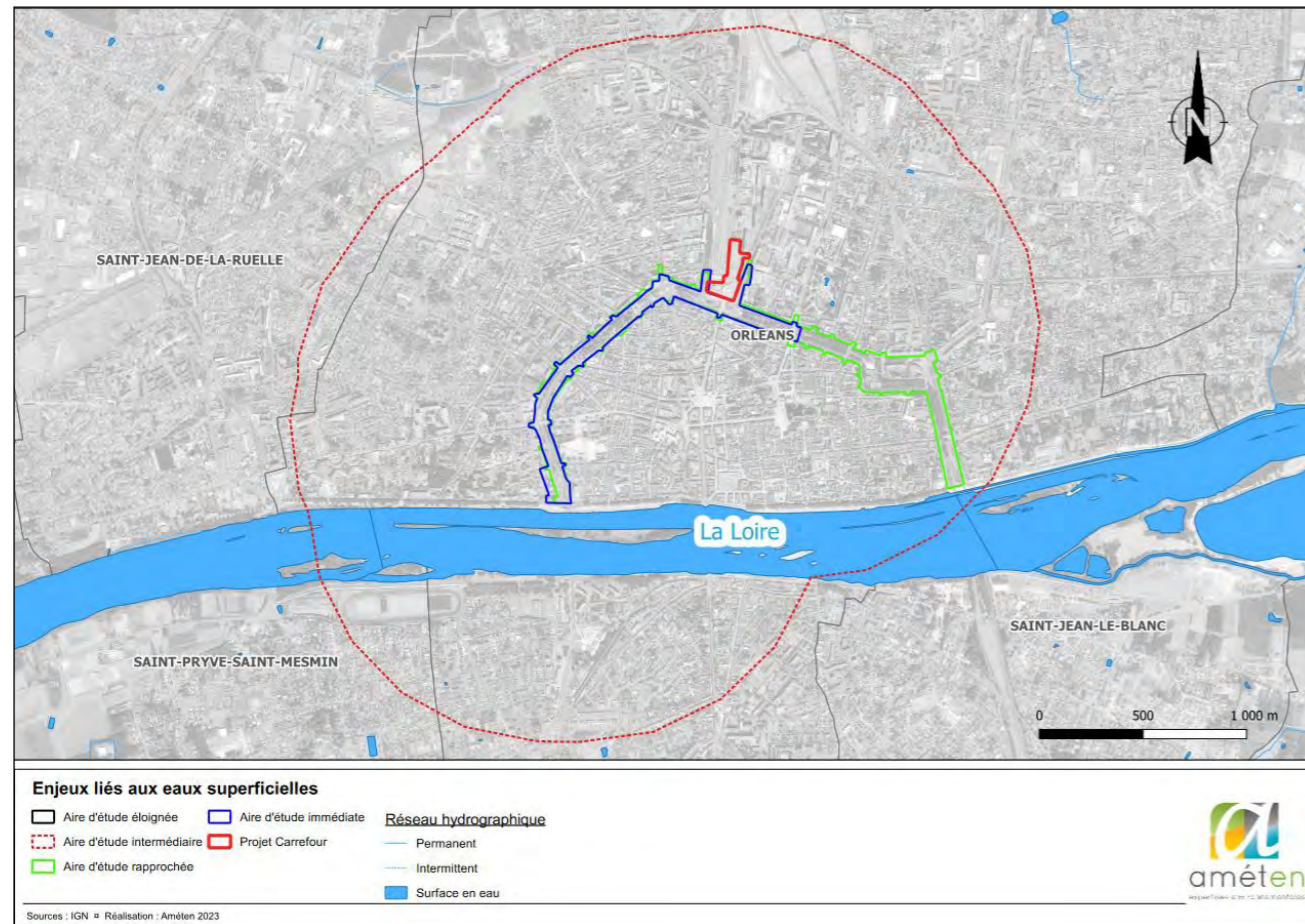 N
SAINT-JEAN-DE-LA-RUELLE
ORLEANS
La Loire
SAINT-JEAN-LE-BLANC
SAINT-PRYVE-SAINT-MESMIN
0 500 1 000 m
Enjeux liés aux eaux superficielles
Aire d'étude éloignée
Aire d'étude intermédiaire
Aire d'étude rapprochée
Aire d'étude immédiate
Projet Carrefour
Réseau hydrographique
Permanent
Intermittent
Surface en eau
améten
Sources : IGN ¤ Réalisation : Améten 2023